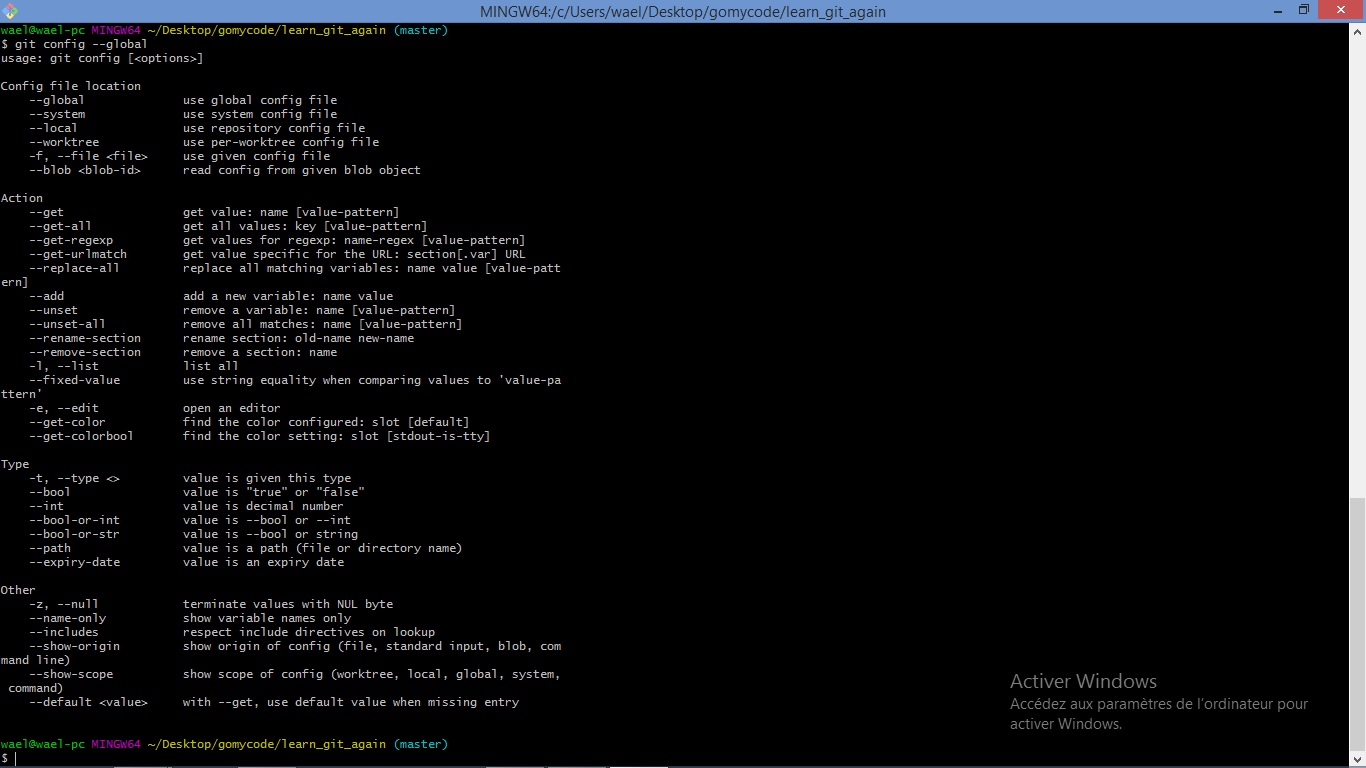 MINGW64:/c/Users/wael/Desktop/gomycode/learn_git_again
wael@wael-pc MINGW64 ~/Desktop/gomycode/learn_git_again (master)
$ git config --global
usage: git config [<options>]

Config file location
    --global              use global config file
    --system              use system config file
    --local               use repository config file
    --worktree            use per-worktree config file
    -f, --file <file>     use given config file
    --blob <blob-id>      read config from given blob object

Action
    --get                 get value: name [value-pattern]
    --get-all             get all values: key [value-pattern]
    --get-regexp          get values for regexp: name-regex [value-pattern]
    --get-urlmatch        get value specific for the URL: section[.var] URL
    --replace-all         replace all matching variables: name value [value-patt
ern]
    --add                 add a new variable: name value
    --unset               remove a variable: name [value-pattern]
    --unset-all           remove all matches: name [value-pattern]
    --rename-section      rename section: old-name new-name
    --remove-section      remove a section: name
    -l, --list            list all
    --fixed-value         use string equality when comparing values to 'value-pa
ttern'
    -e, --edit            open an editor
    --get-color           find the color configured: slot [default]
    --get-colorbool       find the color setting: slot [stdout-is-tty]

Type
    -t, --type <>         value is given this type
    --bool                value is "true" or "false"
    --int                 value is decimal number
    --bool-or-int         value is --bool or --int
    --bool-or-str         value is --bool or string
    --path                value is a path (file or directory name)
    --expiry-date         value is an expiry date

Other
    -z, --null            terminate values with NUL byte
    --name-only           show variable names only
    --includes            respect include directives on lookup
    --show-origin         show origin of config (file, standard input, blob, com
mand line)
    --show-scope          show scope of config (worktree, local, global, system,
 command)
    --default <value>     with --get, use default value when missing entry

wael@wael-pc MINGW64 ~/Desktop/gomycode/learn_git_again (master)
$
Activer Windows
Accédez aux paramètres de l'ordinateur pour
activer Windows.